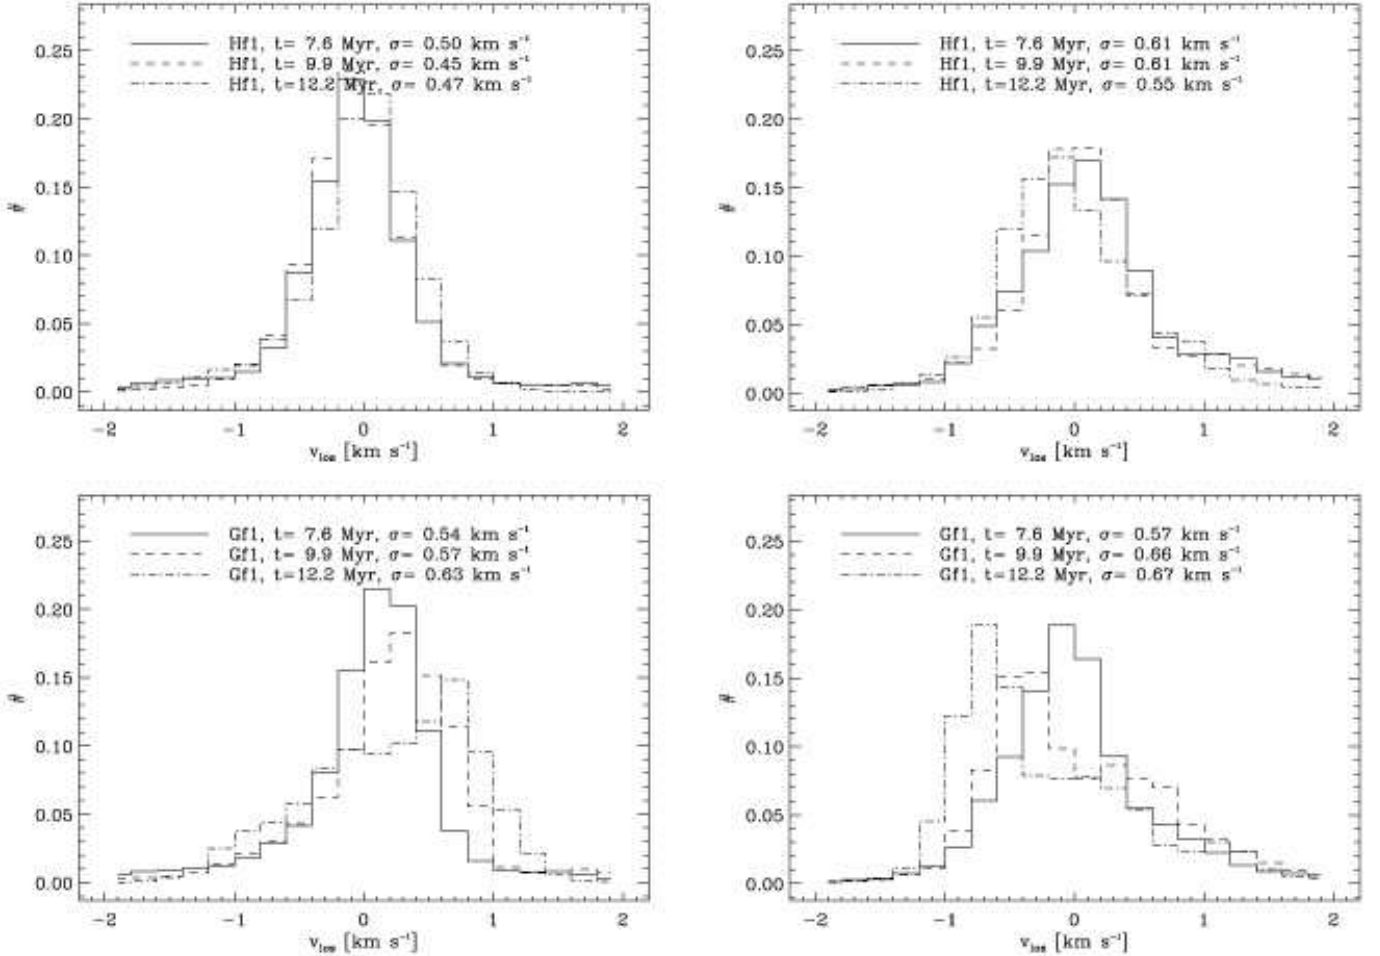 Hf1, t= 7.6 Myr, σ= 0.50 km s⁻¹
Hf1, t= 9.9 Myr, σ= 0.45 km s⁻¹
Hf1, t=12.2 Myr, σ= 0.47 km s⁻¹
0.25
0.20
0.15
0.10
0.05
0.00
#
-2 -1 0 1 2
v_los [km s⁻¹]
Hf1, t= 7.6 Myr, σ= 0.61 km s⁻¹
Hf1, t= 9.9 Myr, σ= 0.61 km s⁻¹
Hf1, t=12.2 Myr, σ= 0.55 km s⁻¹
0.25
0.20
0.15
0.10
0.05
0.00
#
-2 -1 0 1 2
v_los [km s⁻¹]
Gf1, t= 7.6 Myr, σ= 0.54 km s⁻¹
Gf1, t= 9.9 Myr, σ= 0.57 km s⁻¹
Gf1, t=12.2 Myr, σ= 0.63 km s⁻¹
0.25
0.20
0.15
0.10
0.05
0.00
#
-2 -1 0 1 2
v_los [km s⁻¹]
Gf1, t= 7.6 Myr, σ= 0.57 km s⁻¹
Gf1, t= 9.9 Myr, σ= 0.66 km s⁻¹
Gf1, t=12.2 Myr, σ= 0.67 km s⁻¹
0.25
0.20
0.15
0.10
0.05
0.00
#
-2 -1 0 1 2
v_los [km s⁻¹]